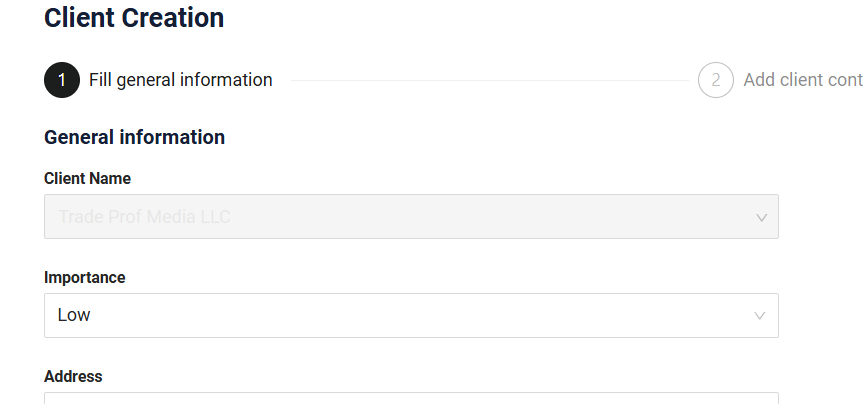 Client Creation
1 Fill general information 2 Add client cont
General information
Client Name
Trade Prof Media LLC
Importance
Low
Address